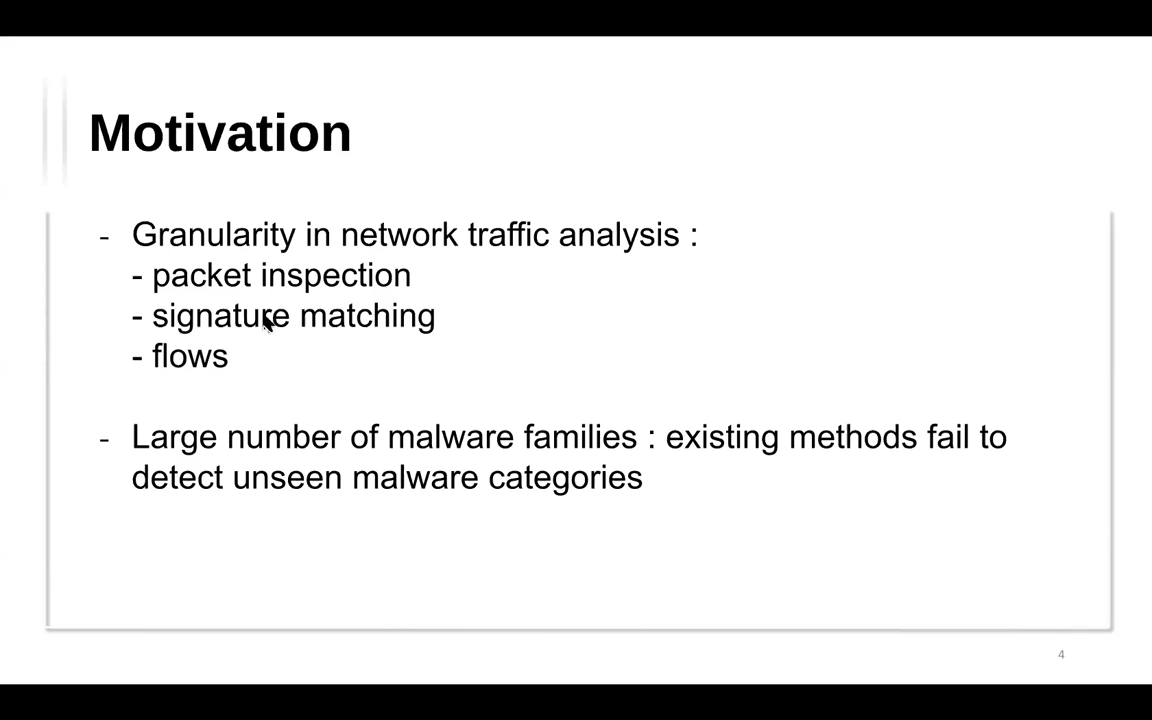 Motivation
- Granularity in network traffic analysis :
- packet inspection
- signature matching
- flows
- Large number of malware families : existing methods fail to
detect unseen malware categories
4